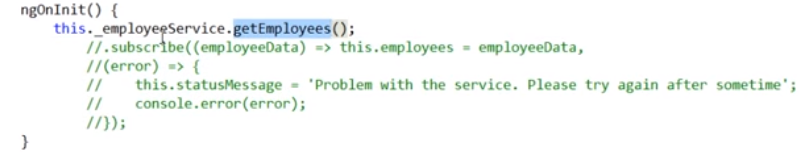 ngOnInit() {
    this._employeeService.getEmployees();
        //.subscribe((employeeData) => this.employees = employeeData,
        //(error) => {
        //    this.statusMessage = 'Problem with the service. Please try again after sometime';
        //    console.error(error);
        //});
}